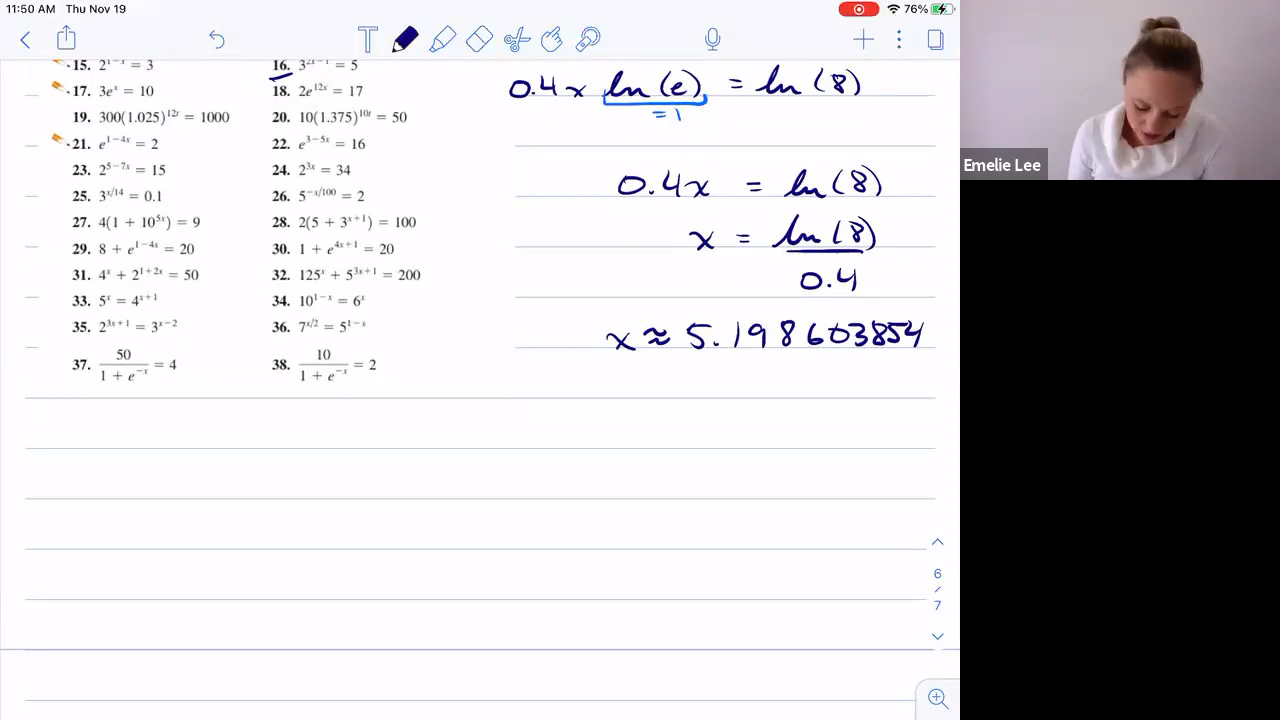 11:50 AM Thu Nov 19
76%
15. 2^{1−x} = 3
16. 3^{2x−1} = 5
17. 3e^x = 10
18. 2e^{12x} = 17
19. 300(1.025)^{12t} = 1000
20. 10(1.375)^{10t} = 50
21. e^{1−4x} = 2
22. e^{3−5x} = 16
23. 2^{5−7x} = 15
24. 2^{3x} = 34
25. 3^{x/14} = 0.1
26. 5^{−x/100} = 2
27. 4(1 + 10^{5x}) = 9
28. 2(5 + 3^{x+1}) = 100
29. 8 + e^{1−4x} = 20
30. 1 + e^{4x+1} = 20
31. 4^x + 2^{1+2x} = 50
32. 125^x + 5^{3x+1} = 200
33. 5^x = 4^{x+1}
34. 10^{1−x} = 6^x
35. 2^{3x+1} = 3^{x−2}
36. 7^{x/2} = 5^{1−x}
37. 50/(1 + e^{−x}) = 4
38. 10/(1 + e^{−x}) = 2
0.4x ln(e) = ln(8)
= 1
0.4x = ln(8)
x = ln(8)/0.4
x ≈ 5.198603854
6/7
Emelie Lee